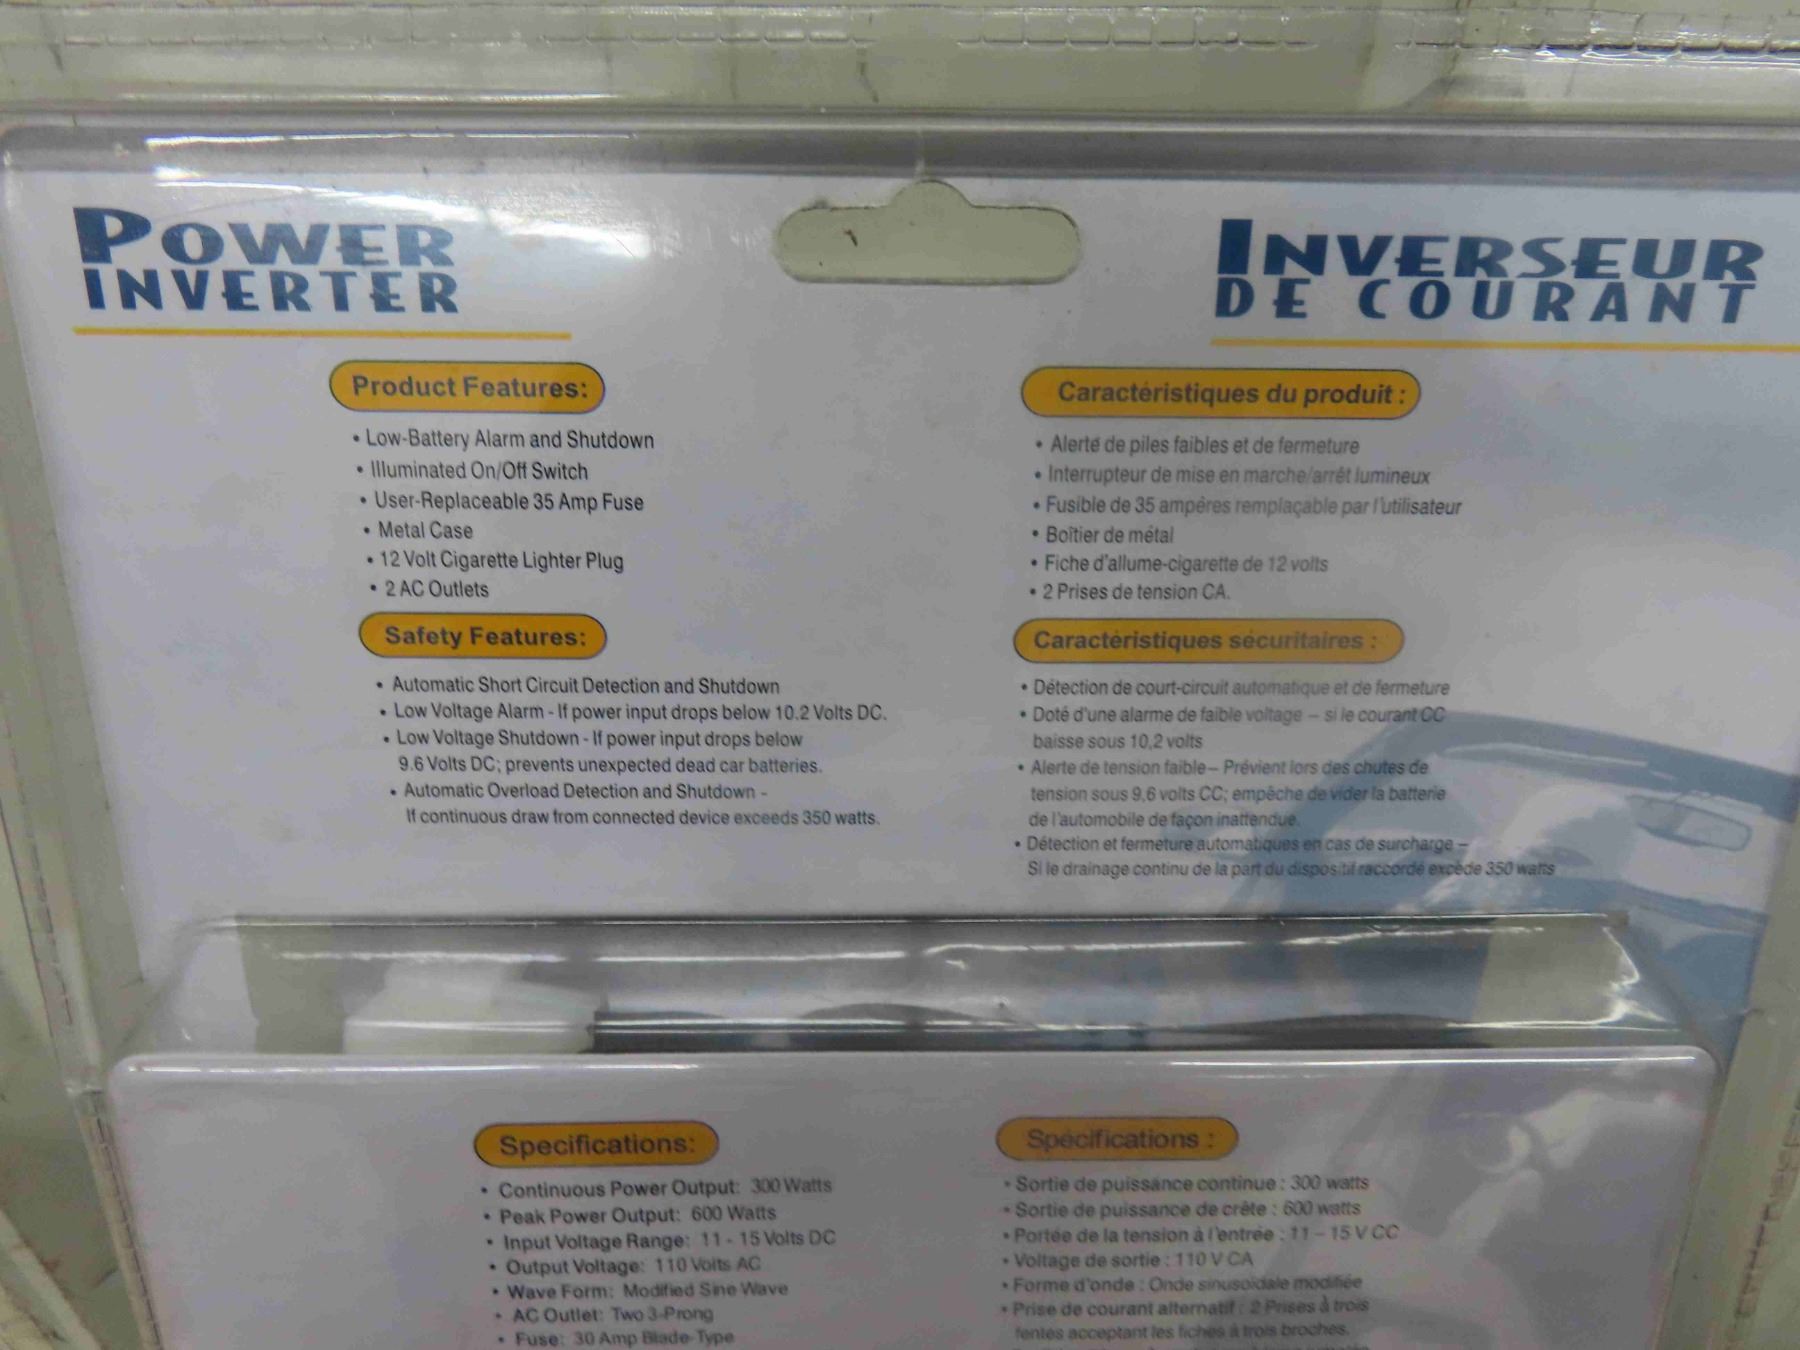 POWER
INVERTER
Product Features:
• Low-Battery Alarm and Shutdown
• Illuminated On/Off Switch
• User-Replaceable 35 Amp Fuse
• Metal Case
• 12 Volt Cigarette Lighter Plug
• 2 AC Outlets
Safety Features:
• Automatic Short Circuit Detection and Shutdown
• Low Voltage Alarm - If power input drops below 10.2 Volts DC.
• Low Voltage Shutdown - If power input drops below
9.6 Volts DC; prevents unexpected dead car batteries.
• Automatic Overload Detection and Shutdown -
If continuous draw from connected device exceeds 350 watts.
INVERSEUR
DE COURANT
Caractéristiques du produit :
• Alerté de piles faibles et de fermeture
• Interrupteur de mise en marche/arrêt lumineux
• Fusible de 35 ampères remplaçable par l'utilisateur
• Boîtier de métal
• Fiche d'allume-cigarette de 12 volts
• 2 Prises de tension CA.
Caractéristiques sécuritaires :
• Détection de court-circuit automatique et de fermeture
• Doté d'une alarme de faible voltage – si le courant CC
baisse sous 10,2 volts
• Alerte de tension faible– Prévient lors des chutes de
tension sous 9,6 volts CC; empêche de vider la batterie
de l'automobile de façon inattendue.
• Détection et fermeture automatiques en cas de surcharge –
Si le drainage continu de la part du dispositif raccordé excède 350 watts
Specifications:
• Continuous Power Output: 300 Watts
• Peak Power Output: 600 Watts
• Input Voltage Range: 11 - 15 Volts DC
• Output Voltage: 110 Volts AC
• Wave Form: Modified Sine Wave
• AC Outlet: Two 3-Prong
• Fuse: 30 Amp Blade-Type
Spécifications :
• Sortie de puissance continue : 300 watts
• Sortie de puissance de crête : 600 watts
• Portée de la tension à l'entrée : 11 – 15 V CC
• Voltage de sortie : 110 V CA
• Forme d'onde : Onde sinusoïdale modifiée
• Prise de courant alternatif : 2 Prises à trois
fentes acceptant les fiches à trois broches.